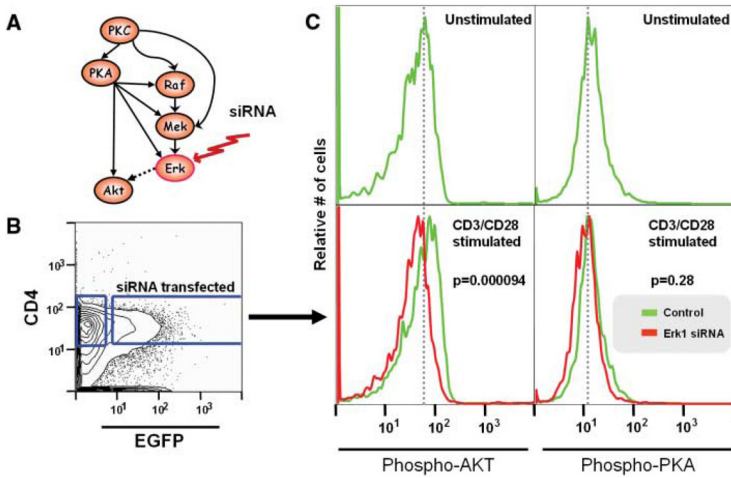 A
PKC
PKA
Raf
Mek
Erk
Akt
siRNA
B
siRNA transfected
CD4
10³
10²
10¹
10¹
10²
10³
EGFP
C
Relative # of cells
Unstimulated
Unstimulated
CD3/CD28
stimulated
p=0.000094
CD3/CD28
stimulated
p=0.28
Control
Erk1 siRNA
10¹
10²
10³
10¹
10²
10³
Phospho-AKT
Phospho-PKA